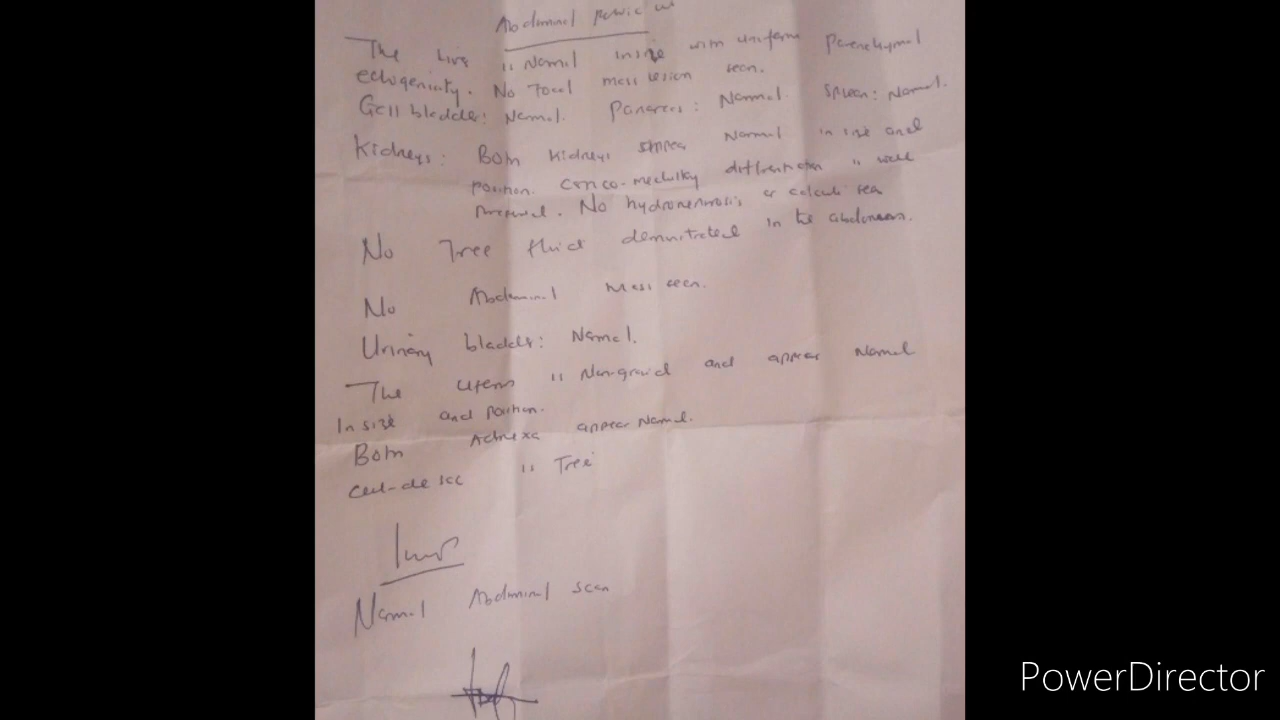 Abdominal Pelvic
The Liver is Normal in size with uniform Parenchymal
echogenicity. No Focal mass lesion seen.
Gall bladder: Normal. Pancreas: Normal. Spleen: Normal.
Kidneys: Both kidneys appear Normal in size and
position. Cortico-medullary differentiation is well
preserved. No hydronephrosis or calculi seen
No Free fluid demonstrated in the abdomen.
No Abdominal mass seen.
Urinary bladder: Normal.
The uterus is Non-gravid and appear Normal
In size and position.
Both Adnexa appear Normal.
Cul-de sac is Free
Normal Abdominal scan
PowerDirector